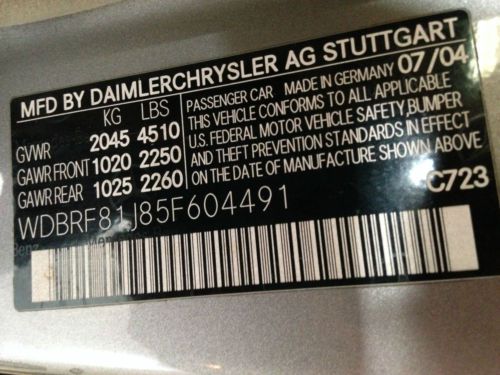 MFD BY DAIMLERCHRYSLER AG STUTTGART
KG LBS
GVWR 2045 4510
GAWR FRONT 1020 2250
GAWR REAR 1025 2260
PASSENGER CAR MADE IN GERMANY 07/04
THIS VEHICLE CONFORMS TO ALL APPLICABLE
U.S. FEDERAL MOTOR VEHICLE SAFETY, BUMPER
AND THEFT PREVENTION STANDARDS IN EFFECT
ON THE DATE OF MANUFACTURE SHOWN ABOVE
C723
WDBRF81J85F604491
Benz